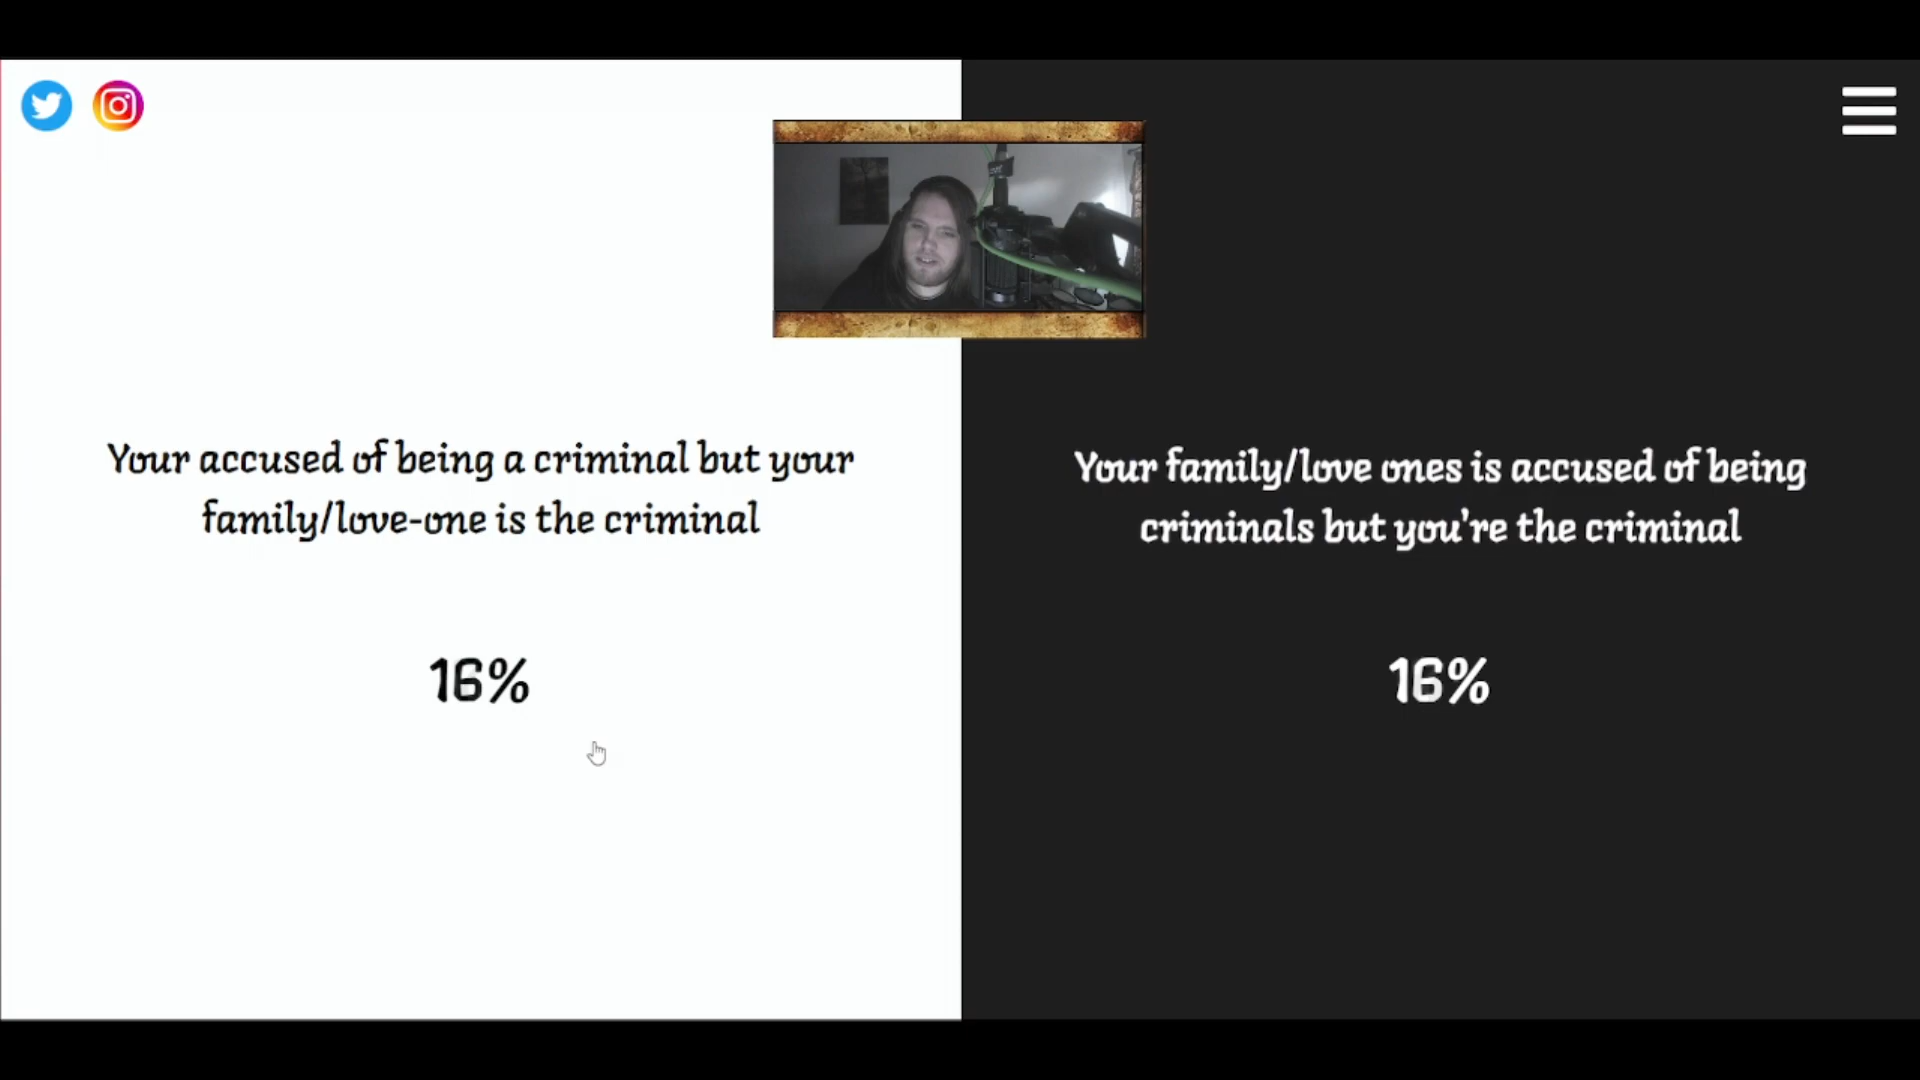 Your accused of being a criminal but your
family/love-one is the criminal
16%
Your family/love ones is accused of being
criminals but you're the criminal
16%